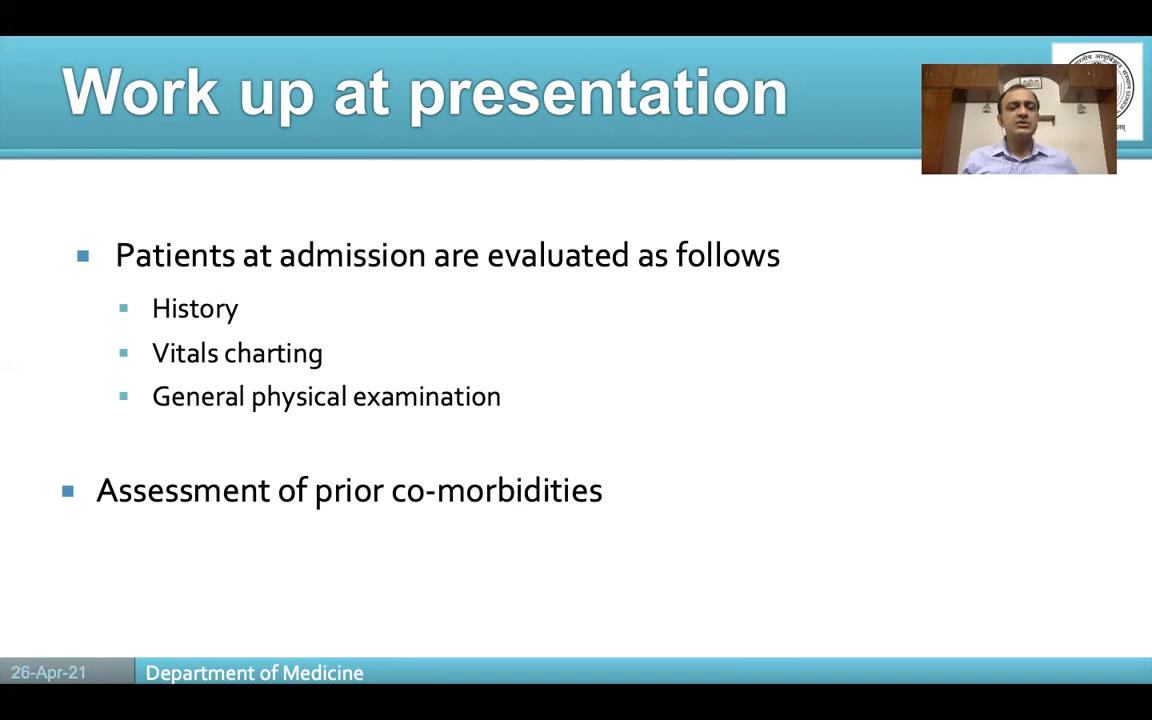 Work up at presentation
Patients at admission are evaluated as follows
History
Vitals charting
General physical examination
Assessment of prior co-morbidities
26-Apr-21
Department of Medicine